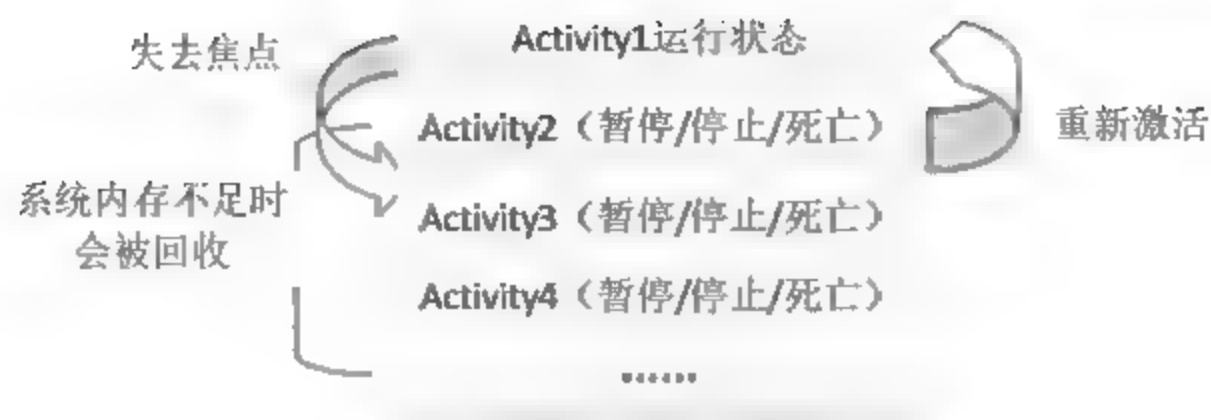 Activity1运行状态
失去焦点
Activity2（暂停/停止/死亡）
重新激活
系统内存不足时
会被回收
Activity3（暂停/停止/死亡）
Activity4（暂停/停止/死亡）
......